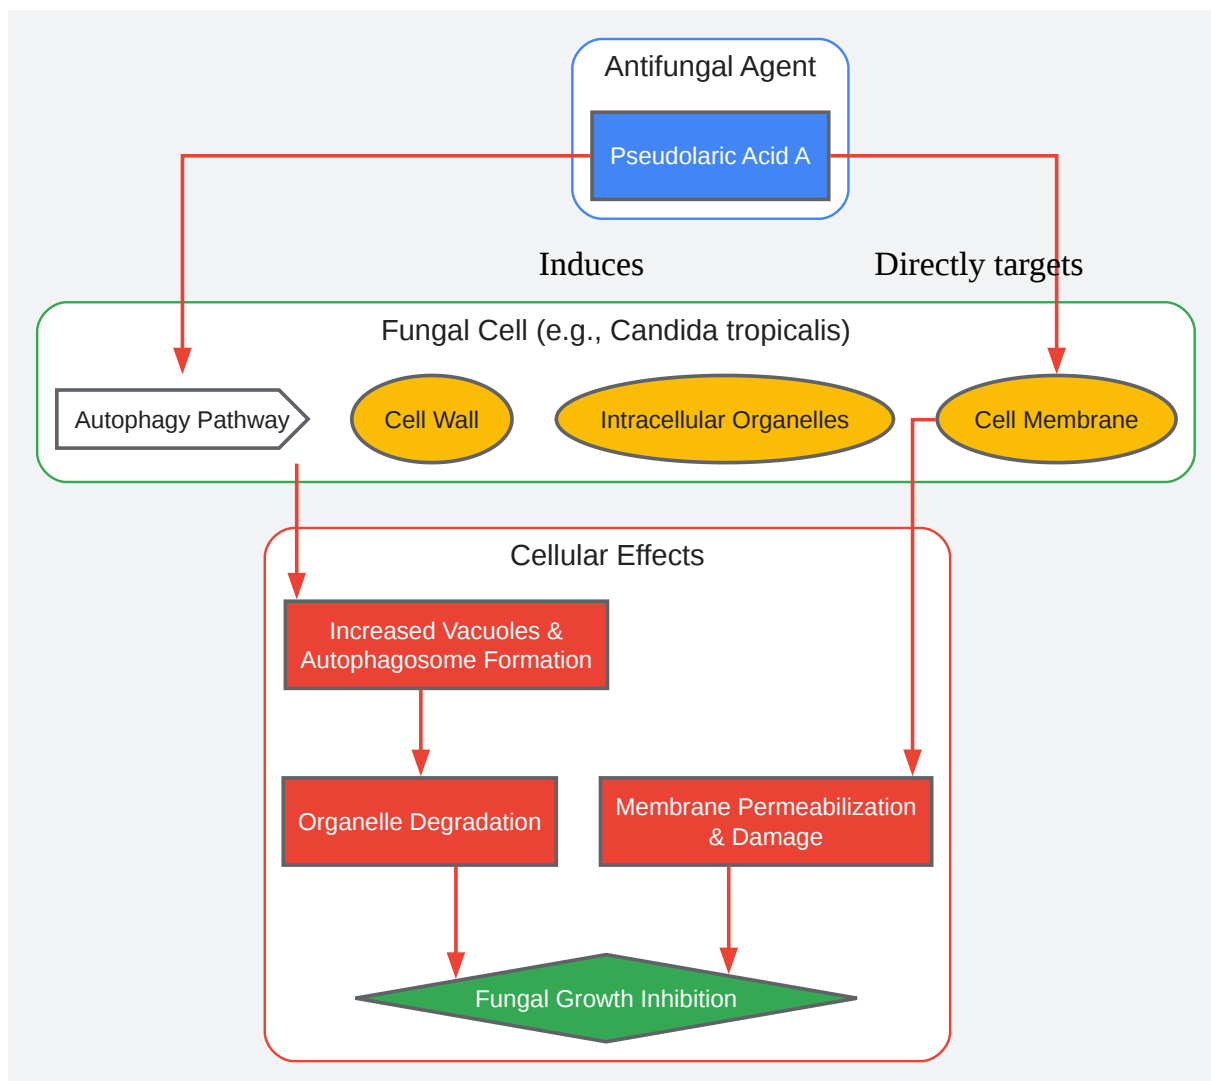 Antifungal Agent
Pseudolaric Acid A
Induces
Directly targets
Fungal Cell (e.g., Candida tropicalis)
Autophagy Pathway
Cell Wall
Intracellular Organelles
Cell Membrane
Cellular Effects
Increased Vacuoles &
Autophagosome Formation
Organelle Degradation
Membrane Permeabilization
& Damage
Fungal Growth Inhibition